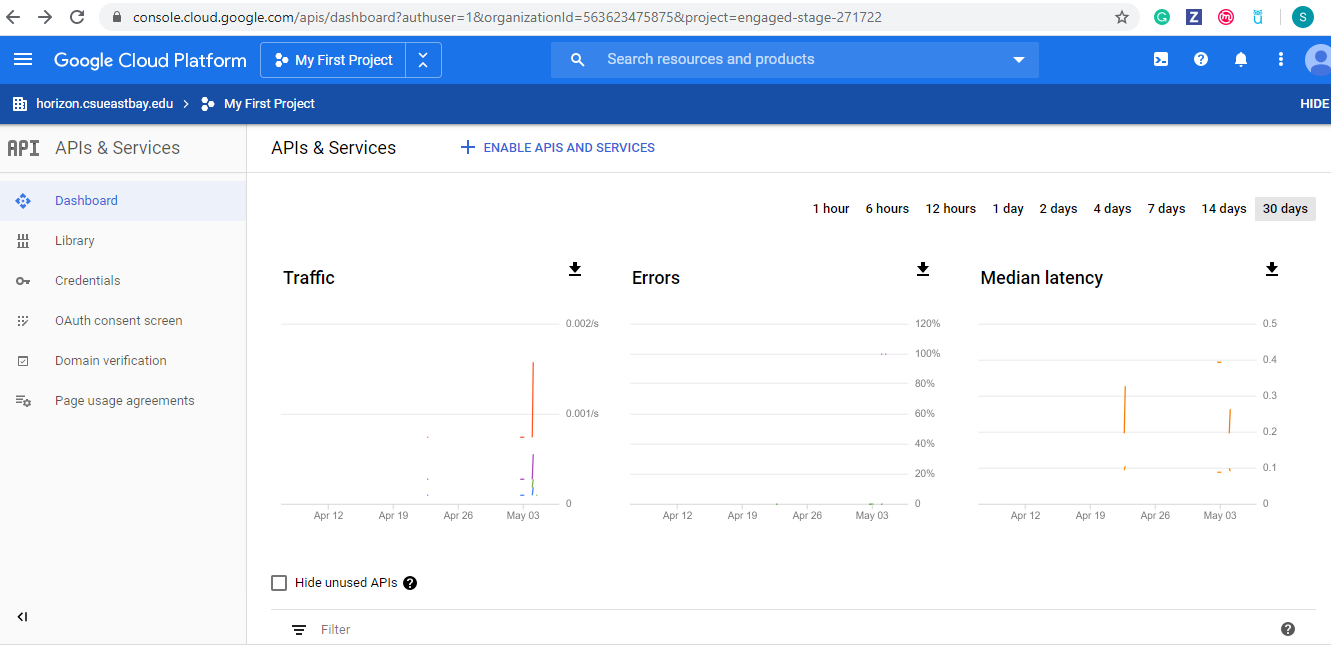 console.cloud.google.com/apis/dashboard?authuser=1&organizationId=563623475875&project=engaged-stage-271722
G Z m S
Google Cloud Platform My First Project Search resources and products
horizon.csueastbay.edu My First Project HIDE
API APIs & Services
APIs & Services ENABLE APIS AND SERVICES
Dashboard
Library
Credentials
OAuth consent screen
Domain verification
Page usage agreements
1 hour 6 hours 12 hours 1 day 2 days 4 days 7 days 14 days 30 days
Traffic
0.002/s
0.001/s
0
Apr 12 Apr 19 Apr 26 May 03
Errors
120%
100%
80%
60%
40%
20%
0
Apr 12 Apr 19 Apr 26 May 03
Median latency
0.5
0.4
0.3
0.2
0.1
0
Apr 12 Apr 19 Apr 26 May 03
Hide unused APIs ?
Filter ?